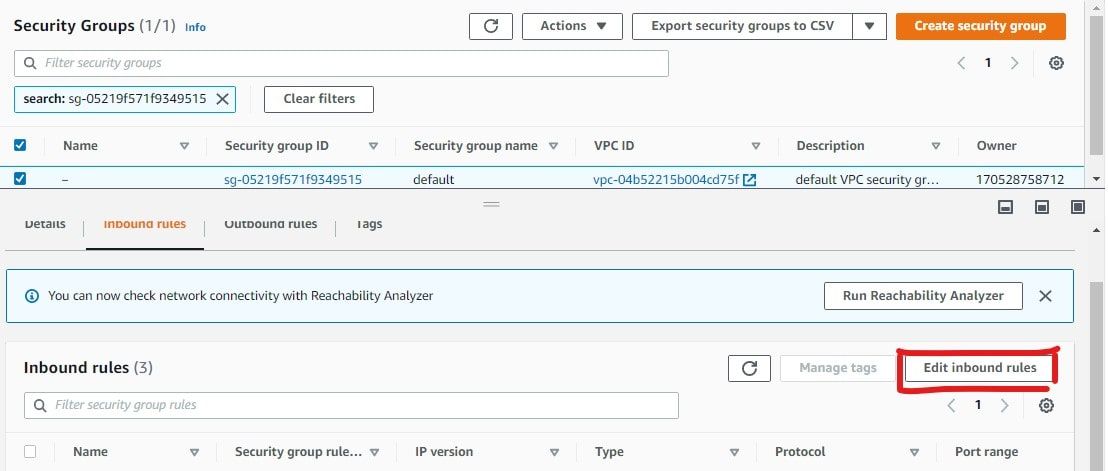 Security Groups (1/1) Info
Actions
Export security groups to CSV
Create security group
Filter security groups
1
search: sg-05219f571f9349515
Clear filters
Name Security group ID Security group name VPC ID Description Owner
– sg-05219f571f9349515 default vpc-04b52215b004cd75f default VPC security gr... 170528758712
Details Inbound rules Outbound rules Tags
You can now check network connectivity with Reachability Analyzer
Run Reachability Analyzer
Inbound rules (3)
Manage tags
Edit inbound rules
Filter security group rules
1
Name Security group rule... IP version Type Protocol Port range